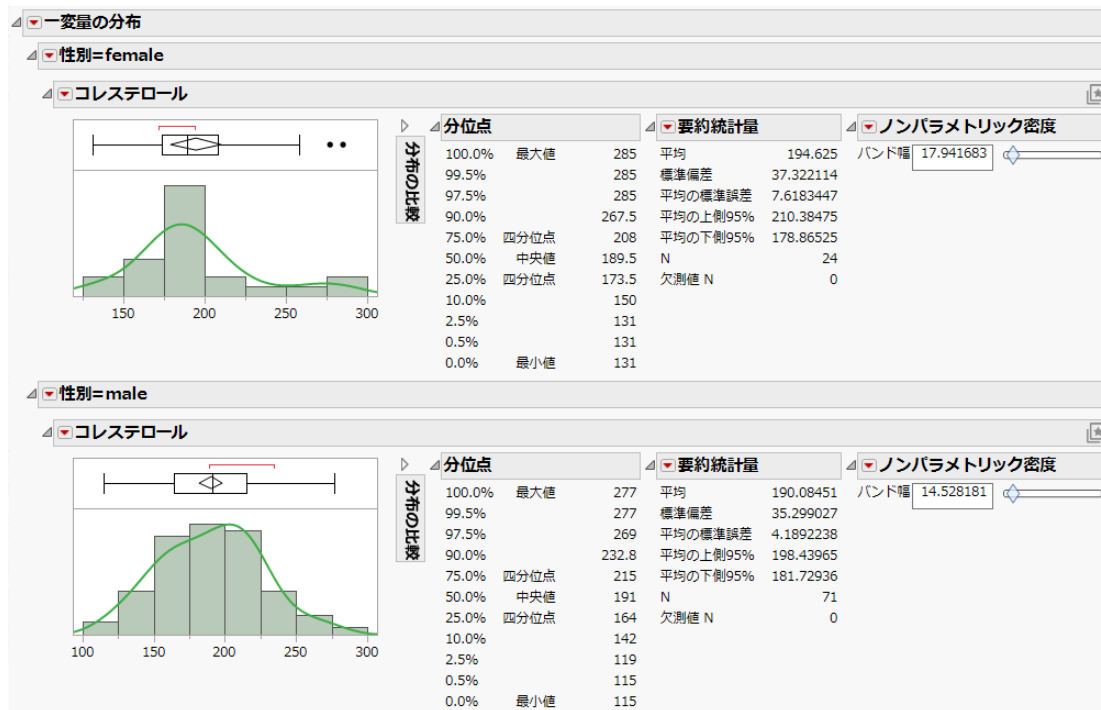 一変量の分布
性別=female
コレステロール
分布の比較
分位点
100.0% 最大値 285
99.5% 285
97.5% 285
90.0% 267.5
75.0% 四分位点 208
50.0% 中央値 189.5
25.0% 四分位点 173.5
10.0% 150
2.5% 131
0.5% 131
0.0% 最小値 131
要約統計量
平均 194.625
標準偏差 37.322114
平均の標準誤差 7.6183447
平均の上側95% 210.38475
平均の下側95% 178.86525
N 24
欠測値 N 0
ノンパラメトリック密度
バンド幅 17.941683
150 200 250 300
性別=male
コレステロール
分布の比較
分位点
100.0% 最大値 277
99.5% 277
97.5% 269
90.0% 232.8
75.0% 四分位点 215
50.0% 中央値 191
25.0% 四分位点 164
10.0% 142
2.5% 119
0.5% 115
0.0% 最小値 115
要約統計量
平均 190.08451
標準偏差 35.299027
平均の標準誤差 4.1892238
平均の上側95% 198.43965
平均の下側95% 181.72936
N 71
欠測値 N 0
ノンパラメトリック密度
バンド幅 14.528181
100 150 200 250 300